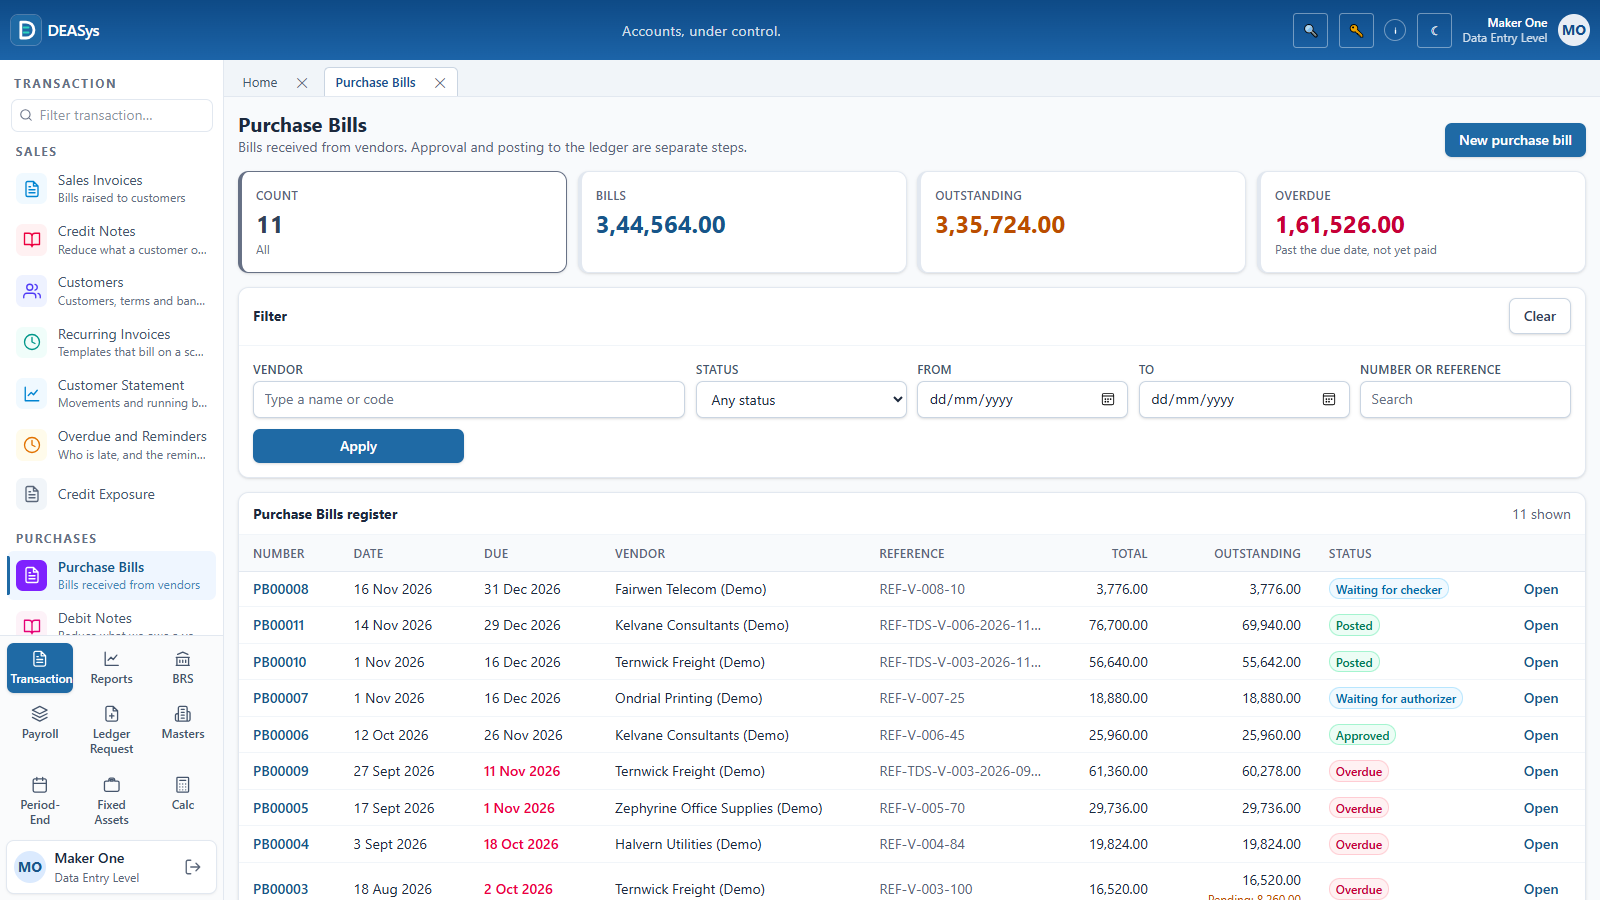 DEASys
Accounts, under control.
Maker One
Data Entry Level
MO
TRANSACTION
Filter transaction...
SALES
Sales Invoices
Bills raised to customers
Credit Notes
Reduce what a customer o...
Customers
Customers, terms and ban...
Recurring Invoices
Templates that bill on a sc...
Customer Statement
Movements and running b...
Overdue and Reminders
Who is late, and the remin...
Credit Exposure
PURCHASES
Purchase Bills
Bills received from vendors
Debit Notes
Transaction
Reports
BRS
Payroll
Ledger Request
Masters
Period-End
Fixed Assets
Calc
MO
Maker One
Data Entry Level
Home
Purchase Bills
Purchase Bills
Bills received from vendors. Approval and posting to the ledger are separate steps.
New purchase bill
COUNT
11
All
BILLS
3,44,564.00
OUTSTANDING
3,35,724.00
OVERDUE
1,61,526.00
Past the due date, not yet paid
Filter
Clear
VENDOR STATUS FROM TO NUMBER OR REFERENCE
Type a name or code Any status dd/mm/yyyy dd/mm/yyyy Search
Apply
Purchase Bills register
11 shown
NUMBER DATE DUE VENDOR REFERENCE TOTAL OUTSTANDING STATUS
PB00008 16 Nov 2026 31 Dec 2026 Fairwen Telecom (Demo) REF-V-008-10 3,776.00 3,776.00 Waiting for checker Open
PB00011 14 Nov 2026 29 Dec 2026 Kelvane Consultants (Demo) REF-TDS-V-006-2026-11... 76,700.00 69,940.00 Posted Open
PB00010 1 Nov 2026 16 Dec 2026 Ternwick Freight (Demo) REF-TDS-V-003-2026-11... 56,640.00 55,642.00 Posted Open
PB00007 1 Nov 2026 16 Dec 2026 Ondrial Printing (Demo) REF-V-007-25 18,880.00 18,880.00 Waiting for authorizer Open
PB00006 12 Oct 2026 26 Nov 2026 Kelvane Consultants (Demo) REF-V-006-45 25,960.00 25,960.00 Approved Open
PB00009 27 Sept 2026 11 Nov 2026 Ternwick Freight (Demo) REF-TDS-V-003-2026-09... 61,360.00 60,278.00 Overdue Open
PB00005 17 Sept 2026 1 Nov 2026 Zephyrine Office Supplies (Demo) REF-V-005-70 29,736.00 29,736.00 Overdue Open
PB00004 3 Sept 2026 18 Oct 2026 Halvern Utilities (Demo) REF-V-004-84 19,824.00 19,824.00 Overdue Open
PB00003 18 Aug 2026 2 Oct 2026 Ternwick Freight (Demo) REF-V-003-100 16,520.00 16,520.00 Overdue Open